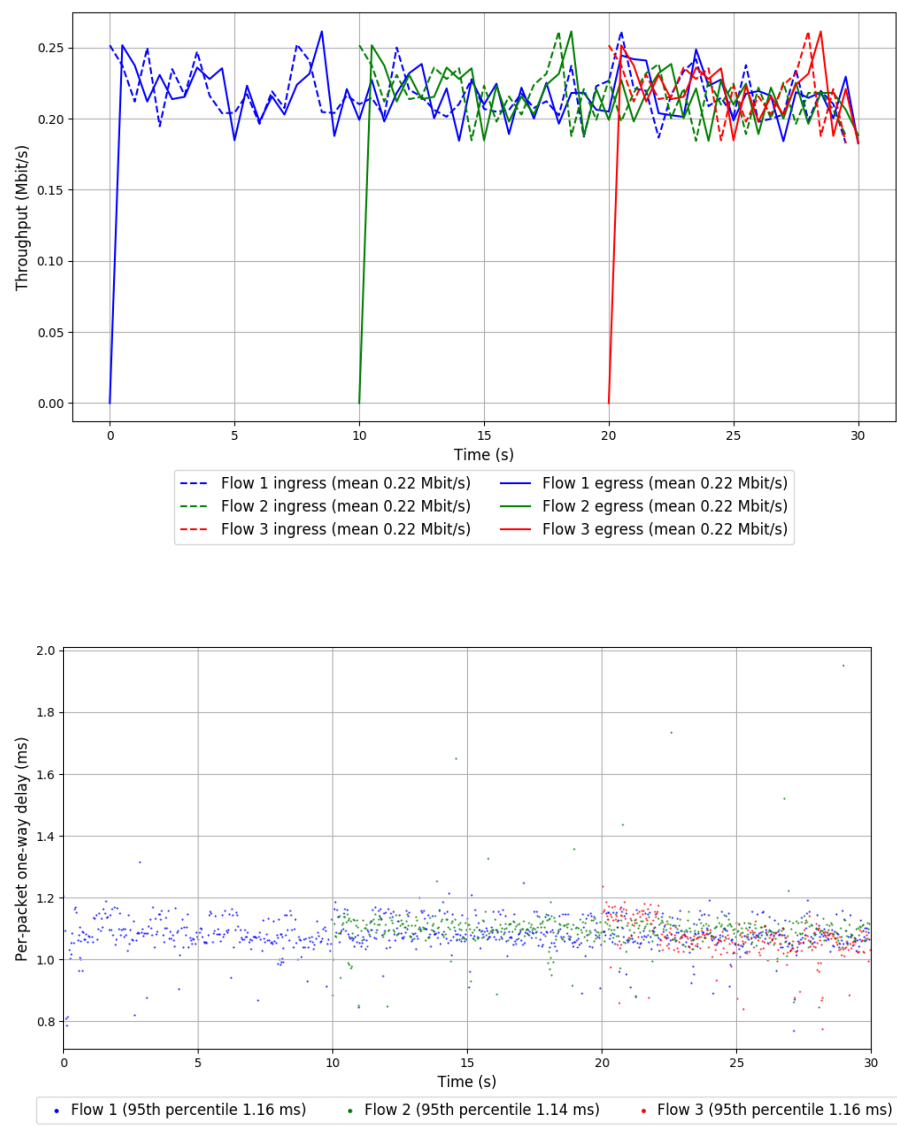 0.25
0.20
0.15
0.10
0.05
0.00
Throughput (Mbit/s)
0 5 10 15 20 25 30
Time (s)
Flow 1 ingress (mean 0.22 Mbit/s) Flow 1 egress (mean 0.22 Mbit/s)
Flow 2 ingress (mean 0.22 Mbit/s) Flow 2 egress (mean 0.22 Mbit/s)
Flow 3 ingress (mean 0.22 Mbit/s) Flow 3 egress (mean 0.22 Mbit/s)
2.0
1.8
1.6
1.4
1.2
1.0
0.8
Per-packet one-way delay (ms)
0 5 10 15 20 25 30
Time (s)
Flow 1 (95th percentile 1.16 ms) Flow 2 (95th percentile 1.14 ms) Flow 3 (95th percentile 1.16 ms)